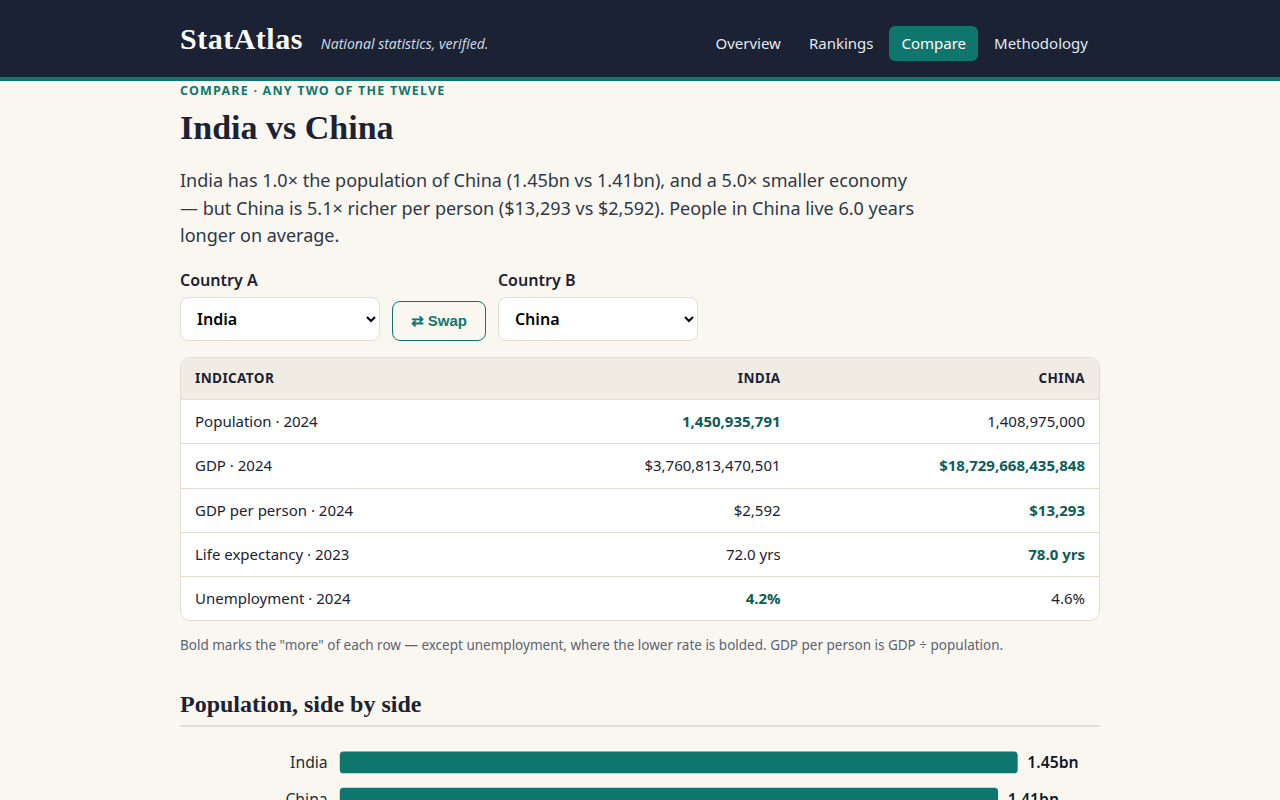 StatAtlas National statistics, verified. Overview Rankings Compare Methodology
COMPARE · ANY TWO OF THE TWELVE
India vs China
India has 1.0× the population of China (1.45bn vs 1.41bn), and a 5.0× smaller economy
— but China is 5.1× richer per person ($13,293 vs $2,592). People in China live 6.0 years
longer on average.
Country A Country B
India ⇄ Swap China
INDICATOR INDIA CHINA
Population · 2024 1,450,935,791 1,408,975,000
GDP · 2024 $3,760,813,470,501 $18,729,668,435,848
GDP per person · 2024 $2,592 $13,293
Life expectancy · 2023 72.0 yrs 78.0 yrs
Unemployment · 2024 4.2% 4.6%
Bold marks the "more" of each row — except unemployment, where the lower rate is bolded. GDP per person is GDP ÷ population.
Population, side by side
India 1.45bn
China 1.41bn